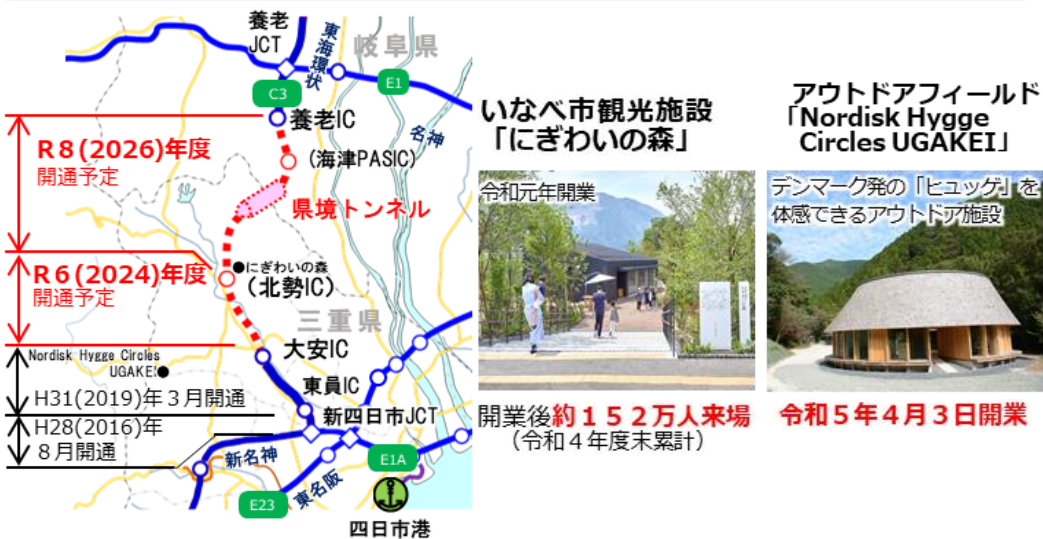 養老
JCT
岐阜県
東海環状
C3
E1
養老IC
名神
R8(2026)年度
開通予定
(海津PASIC)
県境トンネル
R6(2024)年度
開通予定
●にぎわいの森
(北勢IC)
三重県
大安IC
Nordisk Hygge Circles
UGAKEI●
東員IC
H31(2019)年３月開通
新四日市JCT
H28(2016)年
８月開通
新名神
東名阪
E1A
E23
四日市港
いなべ市観光施設
「にぎわいの森」
令和元年開業
開業後約１５２万人来場
（令和４年度末累計）
アウトドアフィールド
「Nordisk Hygge
Circles UGAKEI」
デンマーク発の「ヒュッゲ」を
体感できるアウトドア施設
令和５年４月３日開業